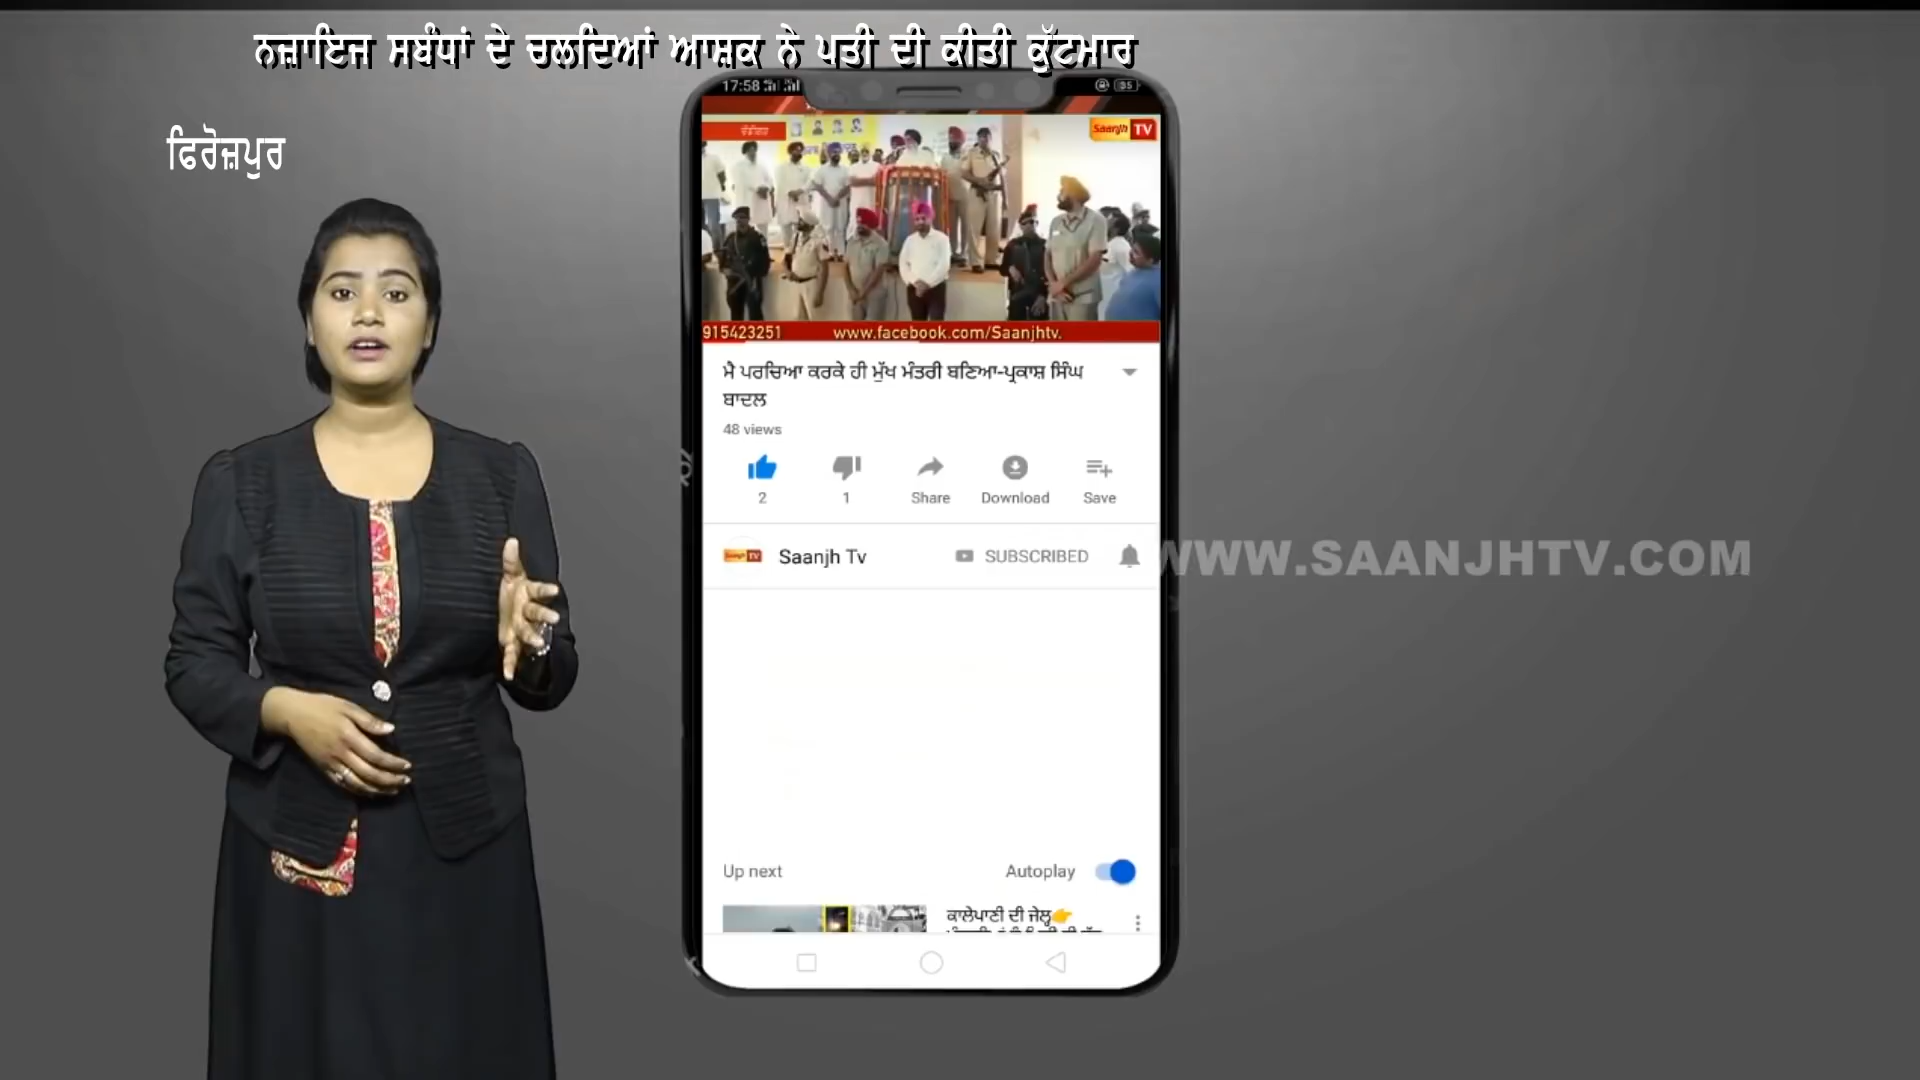 ਨਜ਼ਾਇਜ ਸਬੰਧਾਂ ਦੇ ਚਲਦਿਆਂ ਆਸ਼ਕ ਨੇ ਪਤੀ ਦੀ ਕੀਤੀ ਕੁੱਟਮਾਰ
ਫਿਰੋਜ਼ਪੁਰ
17:58
Saanjh TV
915423251 www.facebook.com/Saanjhtv.
ਮੈ ਪਰਚਿਆ ਕਰਕੇ ਹੀ ਮੁੱਖ ਮੰਤਰੀ ਬਣਿਆ-ਪ੍ਰਕਾਸ਼ ਸਿੰਘ
ਬਾਦਲ
48 views
2 1 Share Download Save
Saanjh Tv SUBSCRIBED
WWW.SAANJHTV.COM
Up next Autoplay
ਕਾਲੇਪਾਣੀ ਦੀ ਜੇਲ੍ਹ👉